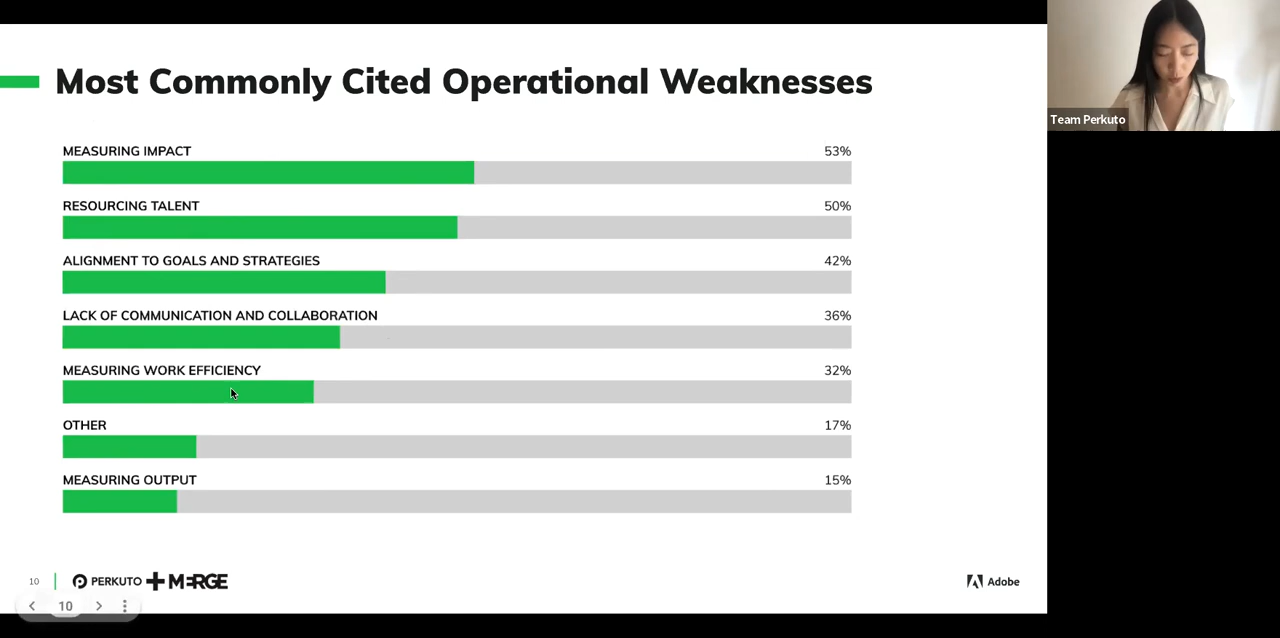 Most Commonly Cited Operational Weaknesses
Team Perkuto
MEASURING IMPACT 53%
RESOURCING TALENT 50%
ALIGNMENT TO GOALS AND STRATEGIES 42%
LACK OF COMMUNICATION AND COLLABORATION 36%
MEASURING WORK EFFICIENCY 32%
OTHER 17%
MEASURING OUTPUT 15%
10 PERKUTO + MERGE Adobe
10